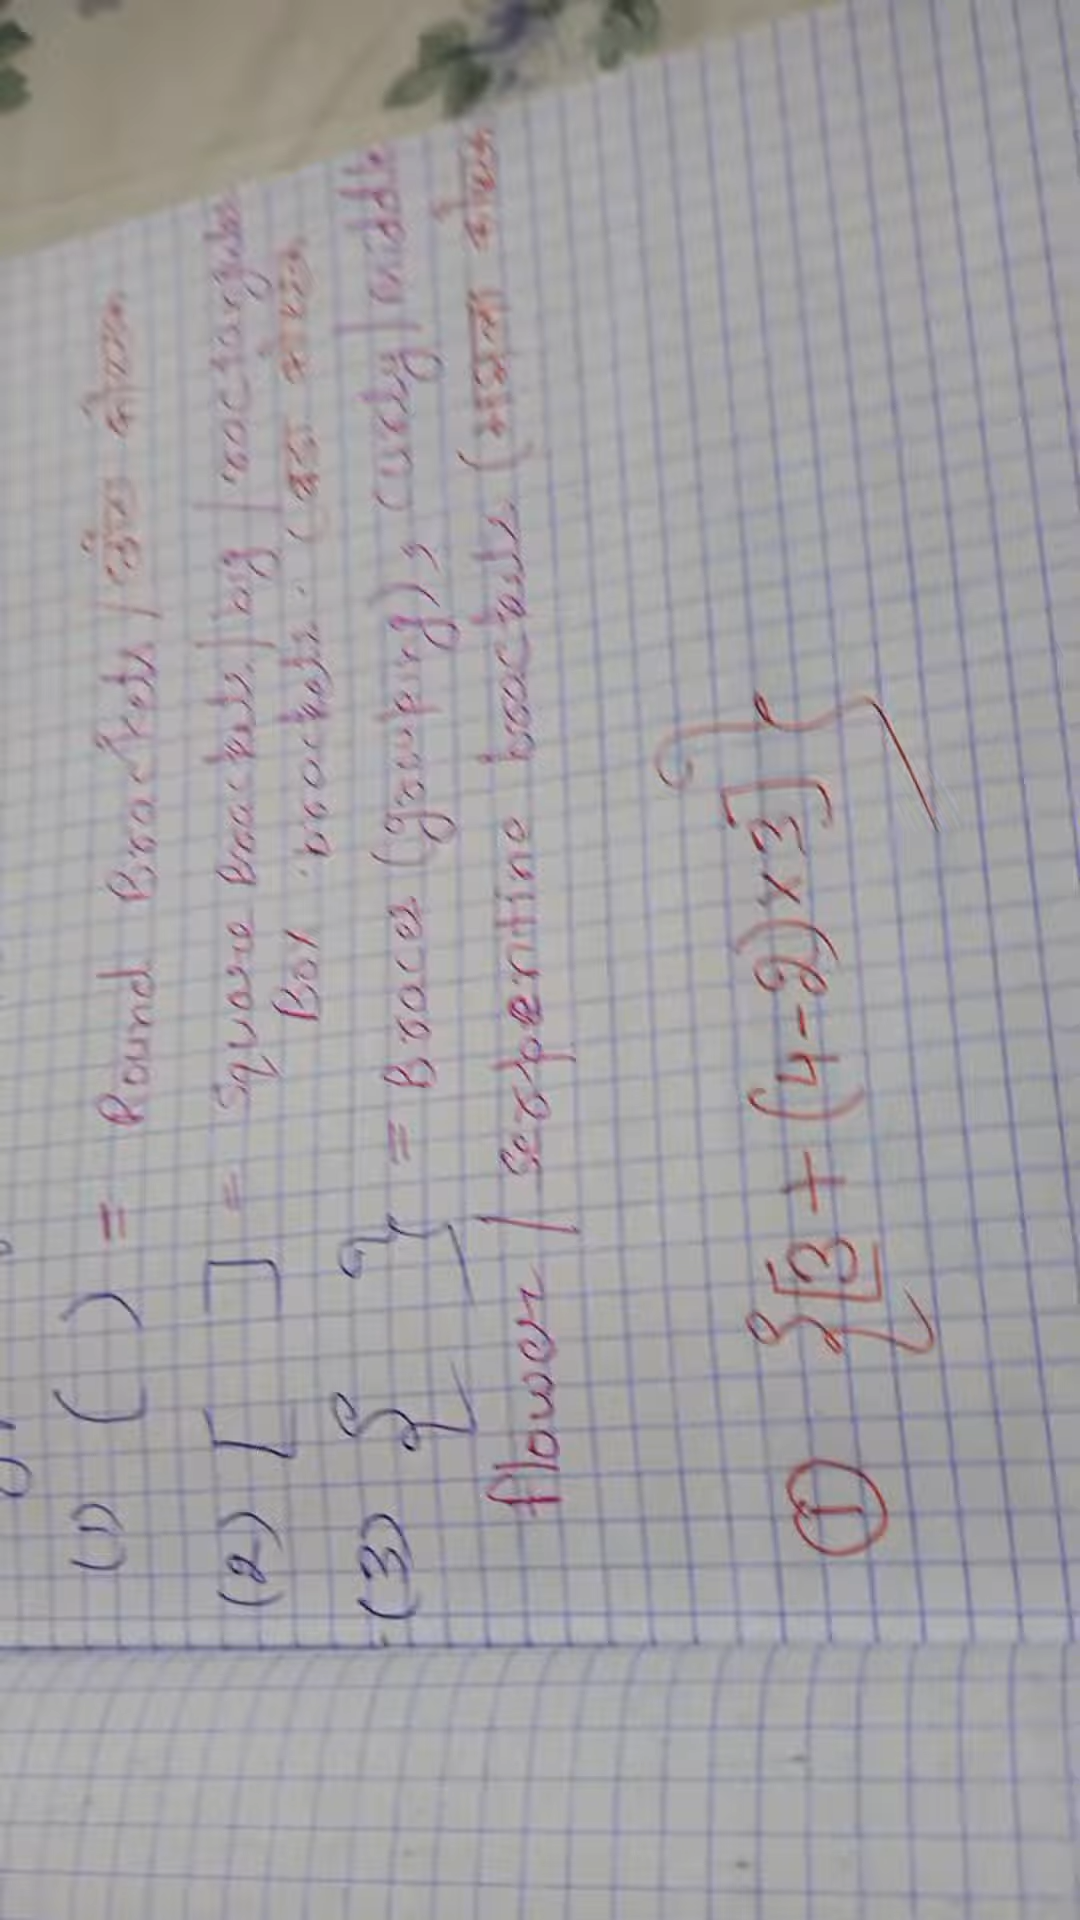 (1) ( ) = Round Brackets /
(2) [ ] = Square Brackets / big / rectangular
Box brackets. (बड़ा कोष्ठक
(3) { } = Braces (grouping), curly / middle
flower / serpentine brackets (मझला कोष्ठक
① {[3+(4-2)×3]}